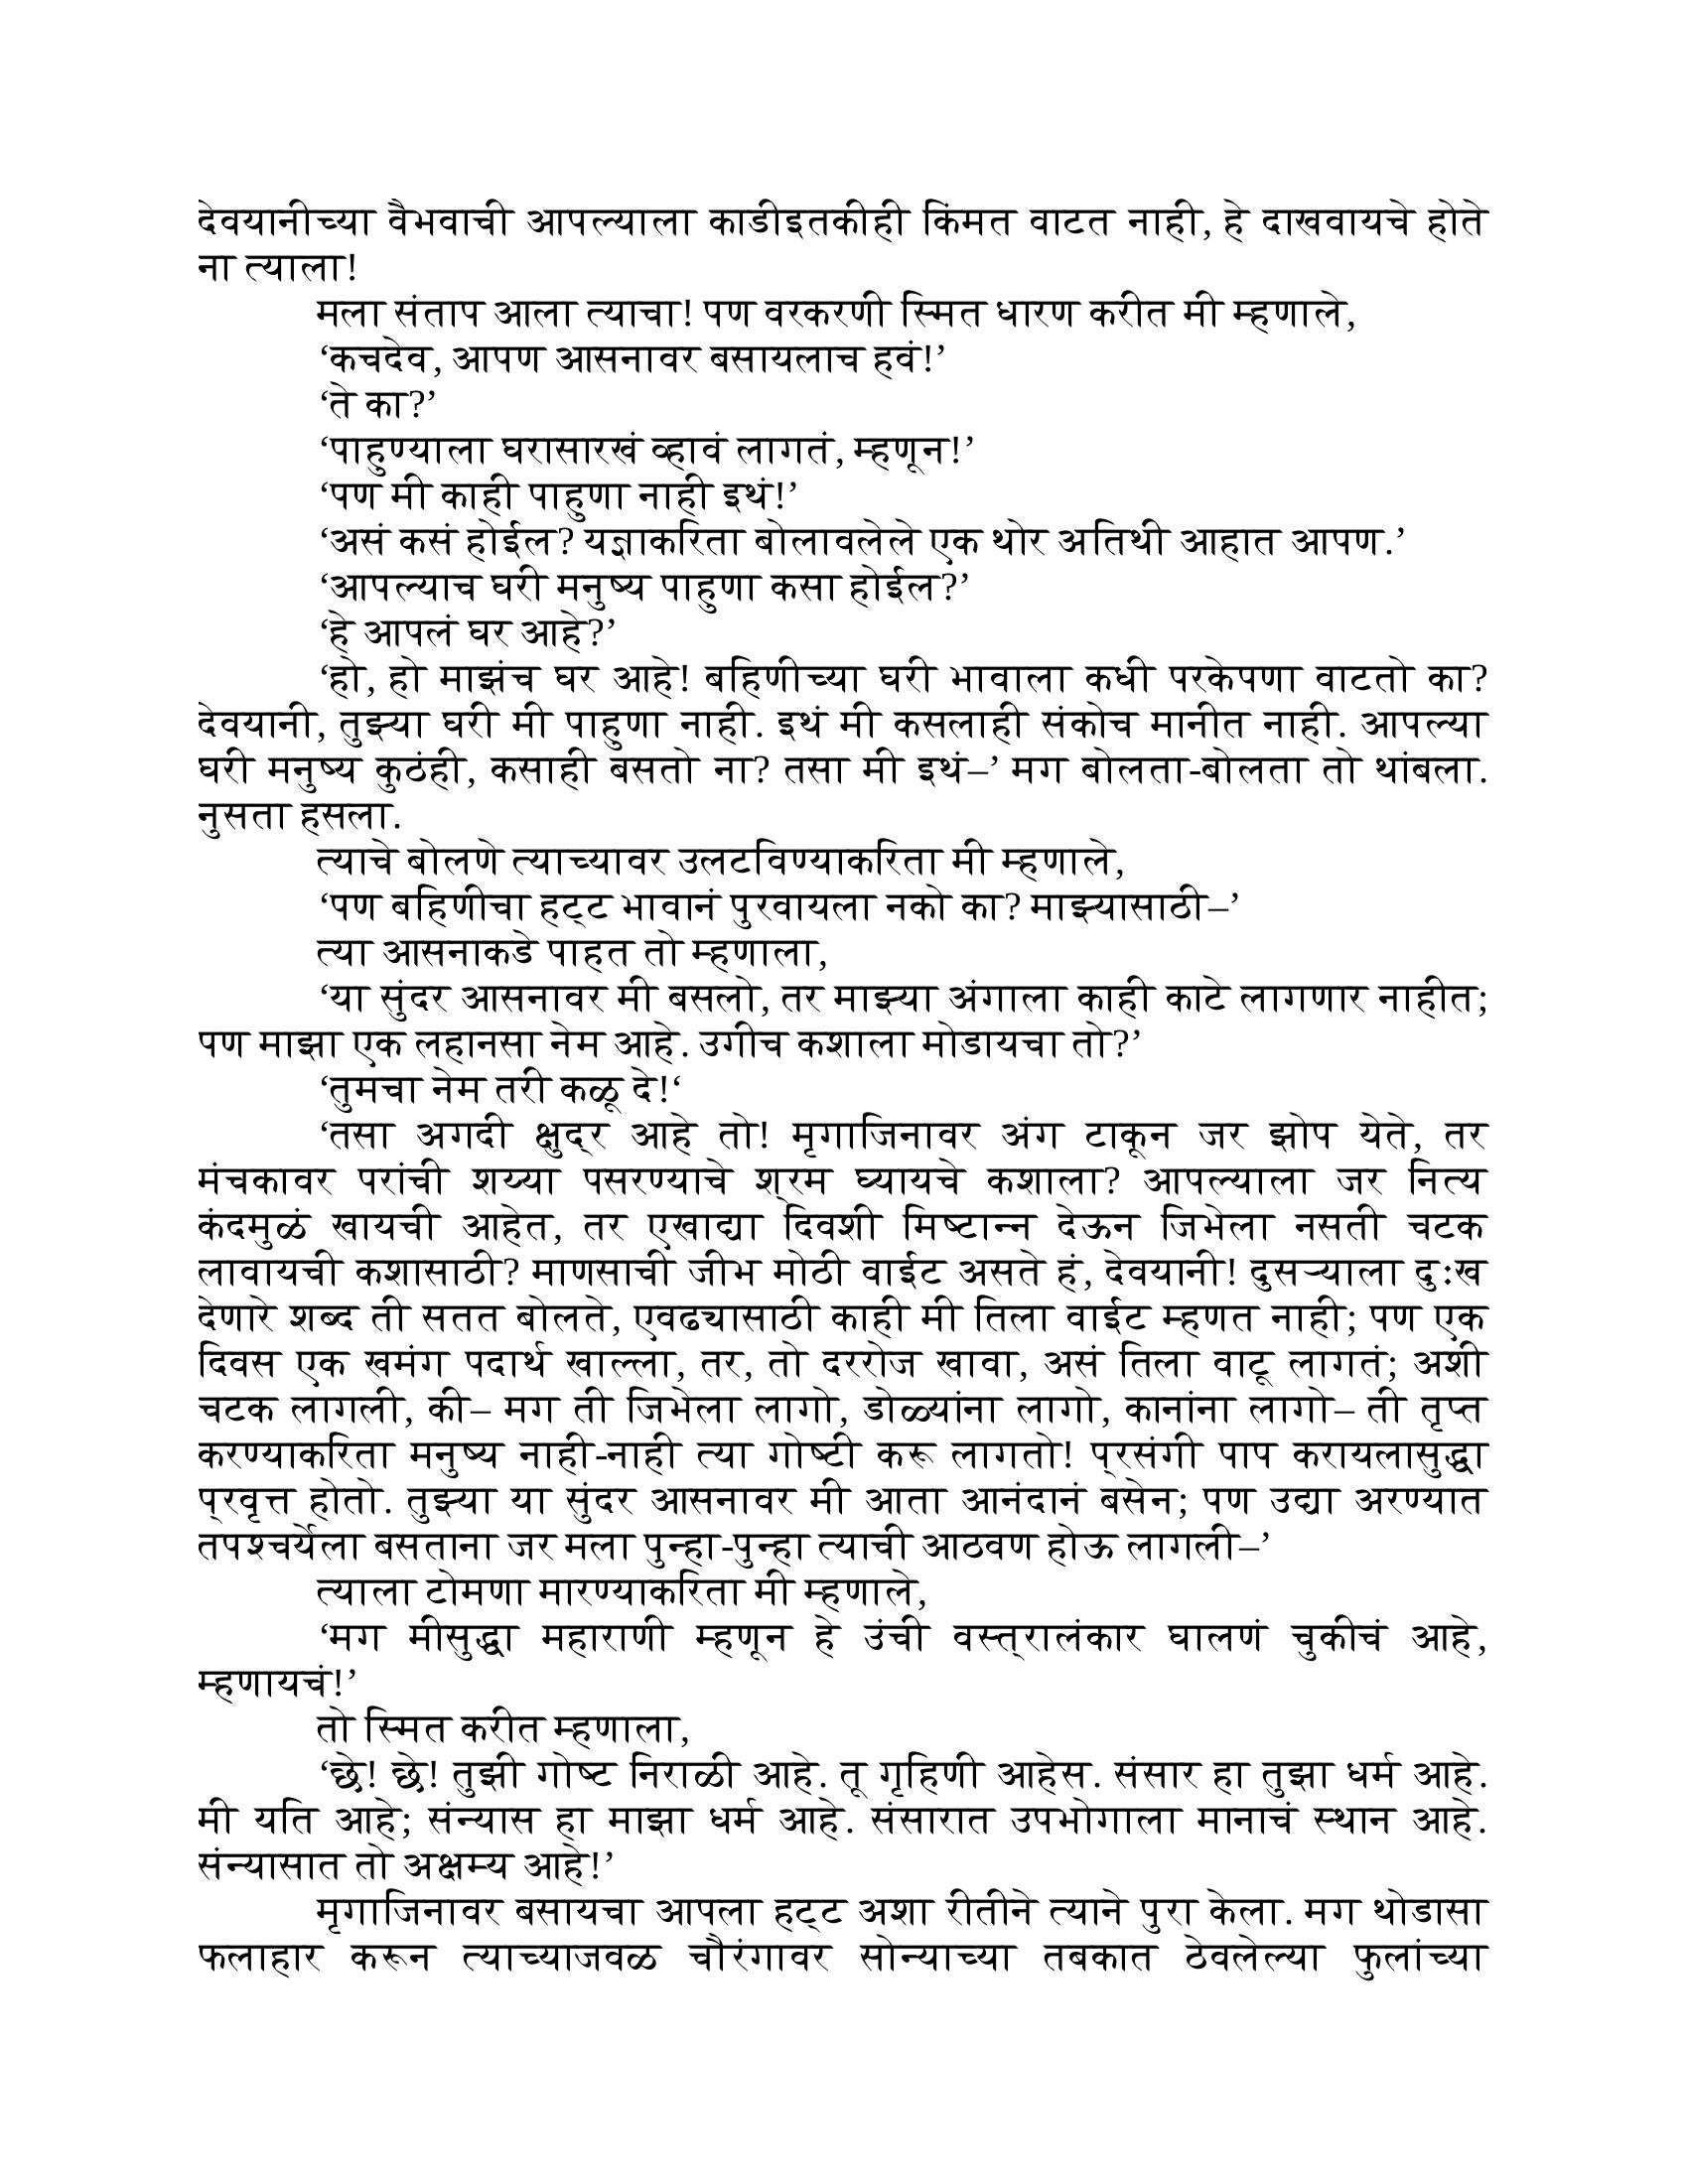 देवयानीच्या वैभवाची आपल्याला काडीइतकीही किंमत वाटत नाही, हे दाखवायचे होते
ना त्याला!
मला संताप आला त्याचा! पण वरकरणी स्मित धारण करीत मी म्हणाले,
‘कचदेव, आपण आसनावर बसायलाच हवं!’
‘ते का?’
‘पाहुण्याला घरासारखं व्हावं लागतं, म्हणून!’
‘पण मी काही पाहुणा नाही इथं!’
‘असं कसं होईल? यज्ञाकरिता बोलावलेले एक थोर अतिथी आहात आपण.’
‘आपल्याच घरी मनुष्य पाहुणा कसा होईल?’
‘हे आपलं घर आहे?’
‘हो, हो माझंच घर आहे! बहिणीच्या घरी भावाला कधी परकेपणा वाटतो का?
देवयानी, तुझ्या घरी मी पाहुणा नाही. इथं मी कसलाही संकोच मानीत नाही. आपल्या
घरी मनुष्य कुठंही, कसाही बसतो ना? तसा मी इथं–’ मग बोलता-बोलता तो थांबला.
नुसता हसला.
त्याचे बोलणे त्याच्यावर उलटविण्याकरिता मी म्हणाले,
‘पण बहिणीचा हट्ट भावानं पुरवायला नको का? माझ्यासाठी–’
त्या आसनाकडे पाहत तो म्हणाला,
‘या सुंदर आसनावर मी बसलो, तर माझ्या अंगाला काही काटे लागणार नाहीत;
पण माझा एक लहानसा नेम आहे. उगीच कशाला मोडायचा तो?’
‘तुमचा नेम तरी कळू दे!‘
‘तसा अगदी क्षुद्र आहे तो! मृगाजिनावर अंग टाकून जर झोप येते, तर
मंचकावर परांची शय्या पसरण्याचे श्रम घ्यायचे कशाला? आपल्याला जर नित्य
कंदमुळं खायची आहेत, तर एखाद्या दिवशी मिष्टान्न देऊन जिभेला नसती चटक
लावायची कशासाठी? माणसाची जीभ मोठी वाईट असते हं, देवयानी! दुसऱ्याला दुःख
देणारे शब्द ती सतत बोलते, एवढ्यासाठी काही मी तिला वाईट म्हणत नाही; पण एक
दिवस एक खमंग पदार्थ खाल्ला, तर, तो दररोज खावा, असं तिला वाटू लागतं; अशी
चटक लागली, की– मग ती जिभेला लागो, डोळ्यांना लागो, कानांना लागो– ती तृप्त
करण्याकरिता मनुष्य नाही-नाही त्या गोष्टी करू लागतो! प्रसंगी पाप करायलासुद्धा
प्रवृत्त होतो. तुझ्या या सुंदर आसनावर मी आता आनंदानं बसेन; पण उद्या अरण्यात
तपश्चर्येला बसताना जर मला पुन्हा-पुन्हा त्याची आठवण होऊ लागली–’
त्याला टोमणा मारण्याकरिता मी म्हणाले,
‘मग मीसुद्धा महाराणी म्हणून हे उंची वस्त्रालंकार घालणं चुकीचं आहे,
म्हणायचं!’
तो स्मित करीत म्हणाला,
‘छे! छे! तुझी गोष्ट निराळी आहे. तू गृहिणी आहेस. संसार हा तुझा धर्म आहे.
मी यति आहे; संन्यास हा माझा धर्म आहे. संसारात उपभोगाला मानाचं स्थान आहे.
संन्यासात तो अक्षम्य आहे!’
मृगाजिनावर बसायचा आपला हट्ट अशा रीतीने त्याने पुरा केला. मग थोडासा
फलाहार करून त्याच्याजवळ चौरंगावर सोन्याच्या तबकात ठेवलेल्या फुलांच्या